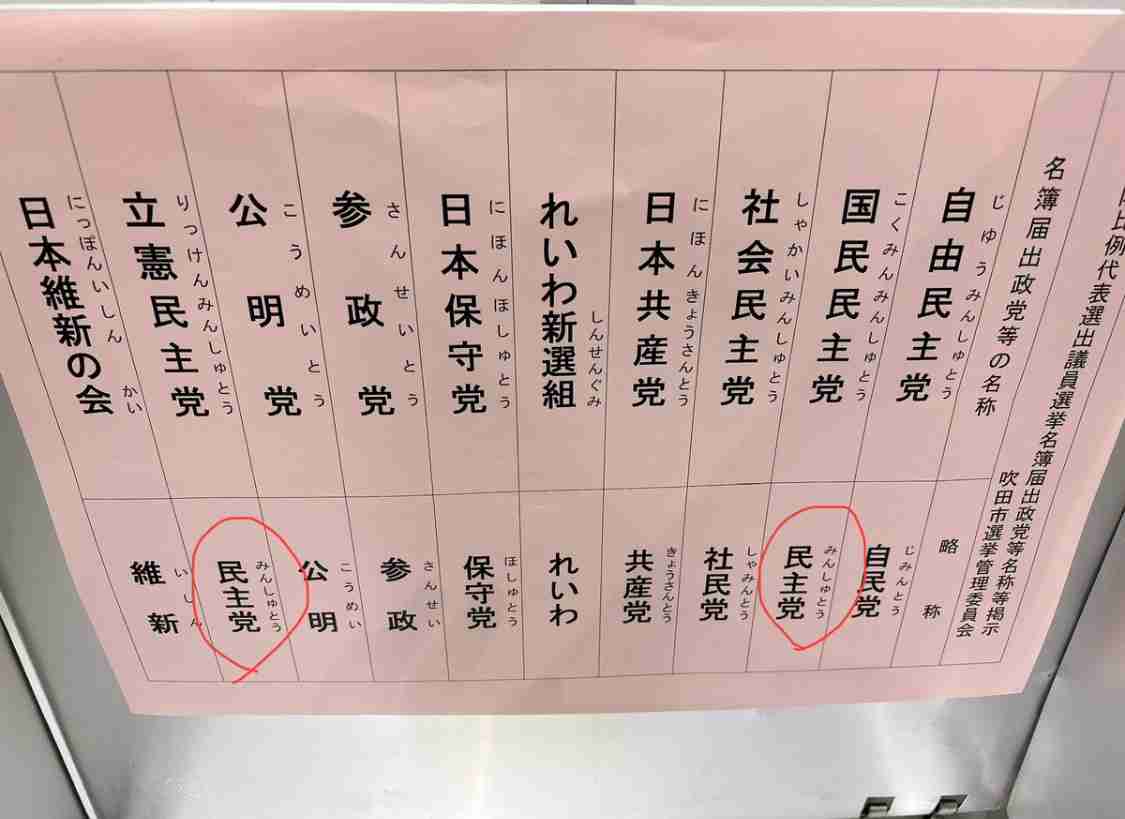 比例代表選出議員選挙名簿届出政党等名称等掲示
吹田市選挙管理委員会
名簿届出政党等の名称
略称
じゆうみんしゅとう
自由民主党
じみんとう
自民党
こくみんみんしゅとう
国民民主党
みんしゅとう
民主党
しゃかいみんしゅとう
社会民主党
しゃみんとう
社民党
にほんきょうさんとう
日本共産党
きょうさんとう
共産党
しんせんぐみ
れいわ新選組
れいわ
にほんほしゅとう
日本保守党
ほしゅとう
保守党
さんせいとう
参政党
さんせい
参政
こうめいとう
公明党
こうめい
公明
りっけんみんしゅとう
立憲民主党
みんしゅとう
民主党
にっぽんいしん かい
日本維新の会
いしん
維新